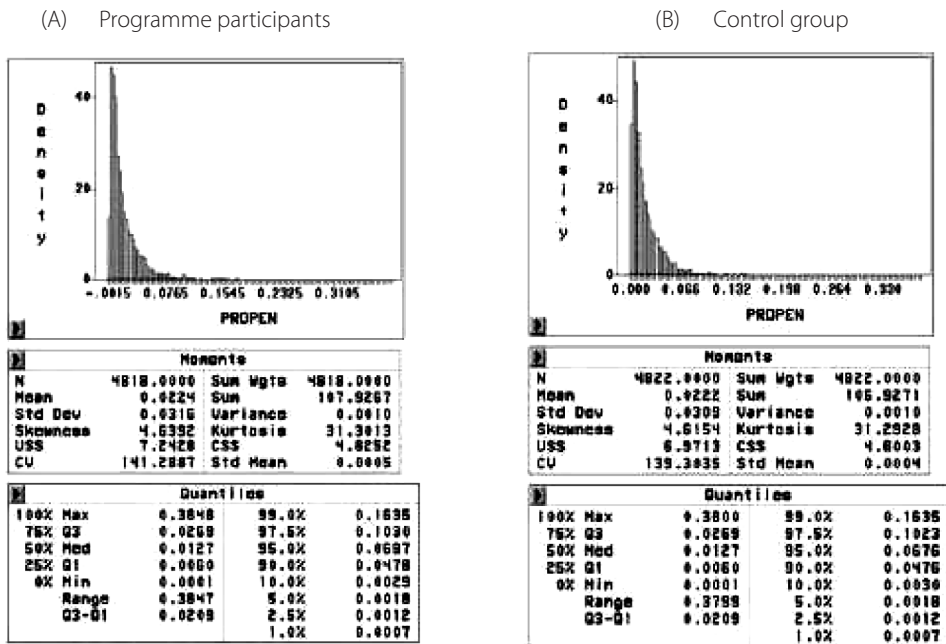 (A) Programme participants
Density
40
20
0
-.0015 0.0765 0.1545 0.2325 0.3105
PROPEN
Moments
N 4818.0000 Sum Wgts 4818.0000
Mean 0.0224 Sum 107.9267
Std Dev 0.0316 Variance 0.0010
Skewness 4.6392 Kurtosis 31.3013
USS 7.2428 CSS 4.8252
CV 141.2887 Std Mean 0.0005
Quantiles
100% Max 0.3848 99.0% 0.1635
75% Q3 0.0269 97.5% 0.1030
50% Med 0.0127 95.0% 0.0697
25% Q1 0.0060 90.0% 0.0478
0% Min 0.0001 10.0% 0.0029
Range 0.3847 5.0% 0.0018
Q3-Q1 0.0209 2.5% 0.0012
1.0% 0.0007
(B) Control group
Density
40
20
0
0.000 0.066 0.132 0.198 0.264 0.330
PROPEN
Moments
N 4822.0000 Sum Wgts 4822.0000
Mean 0.0222 Sum 106.9271
Std Dev 0.0309 Variance 0.0010
Skewness 4.6154 Kurtosis 31.2928
USS 6.9713 CSS 4.6003
CV 139.3035 Std Mean 0.0004
Quantiles
100% Max 0.3800 99.0% 0.1635
75% Q3 0.0269 97.5% 0.1023
50% Med 0.0127 95.0% 0.0676
25% Q1 0.0060 90.0% 0.0476
0% Min 0.0001 10.0% 0.0030
Range 0.3799 5.0% 0.0018
Q3-Q1 0.0209 2.5% 0.0012
1.0% 0.0007